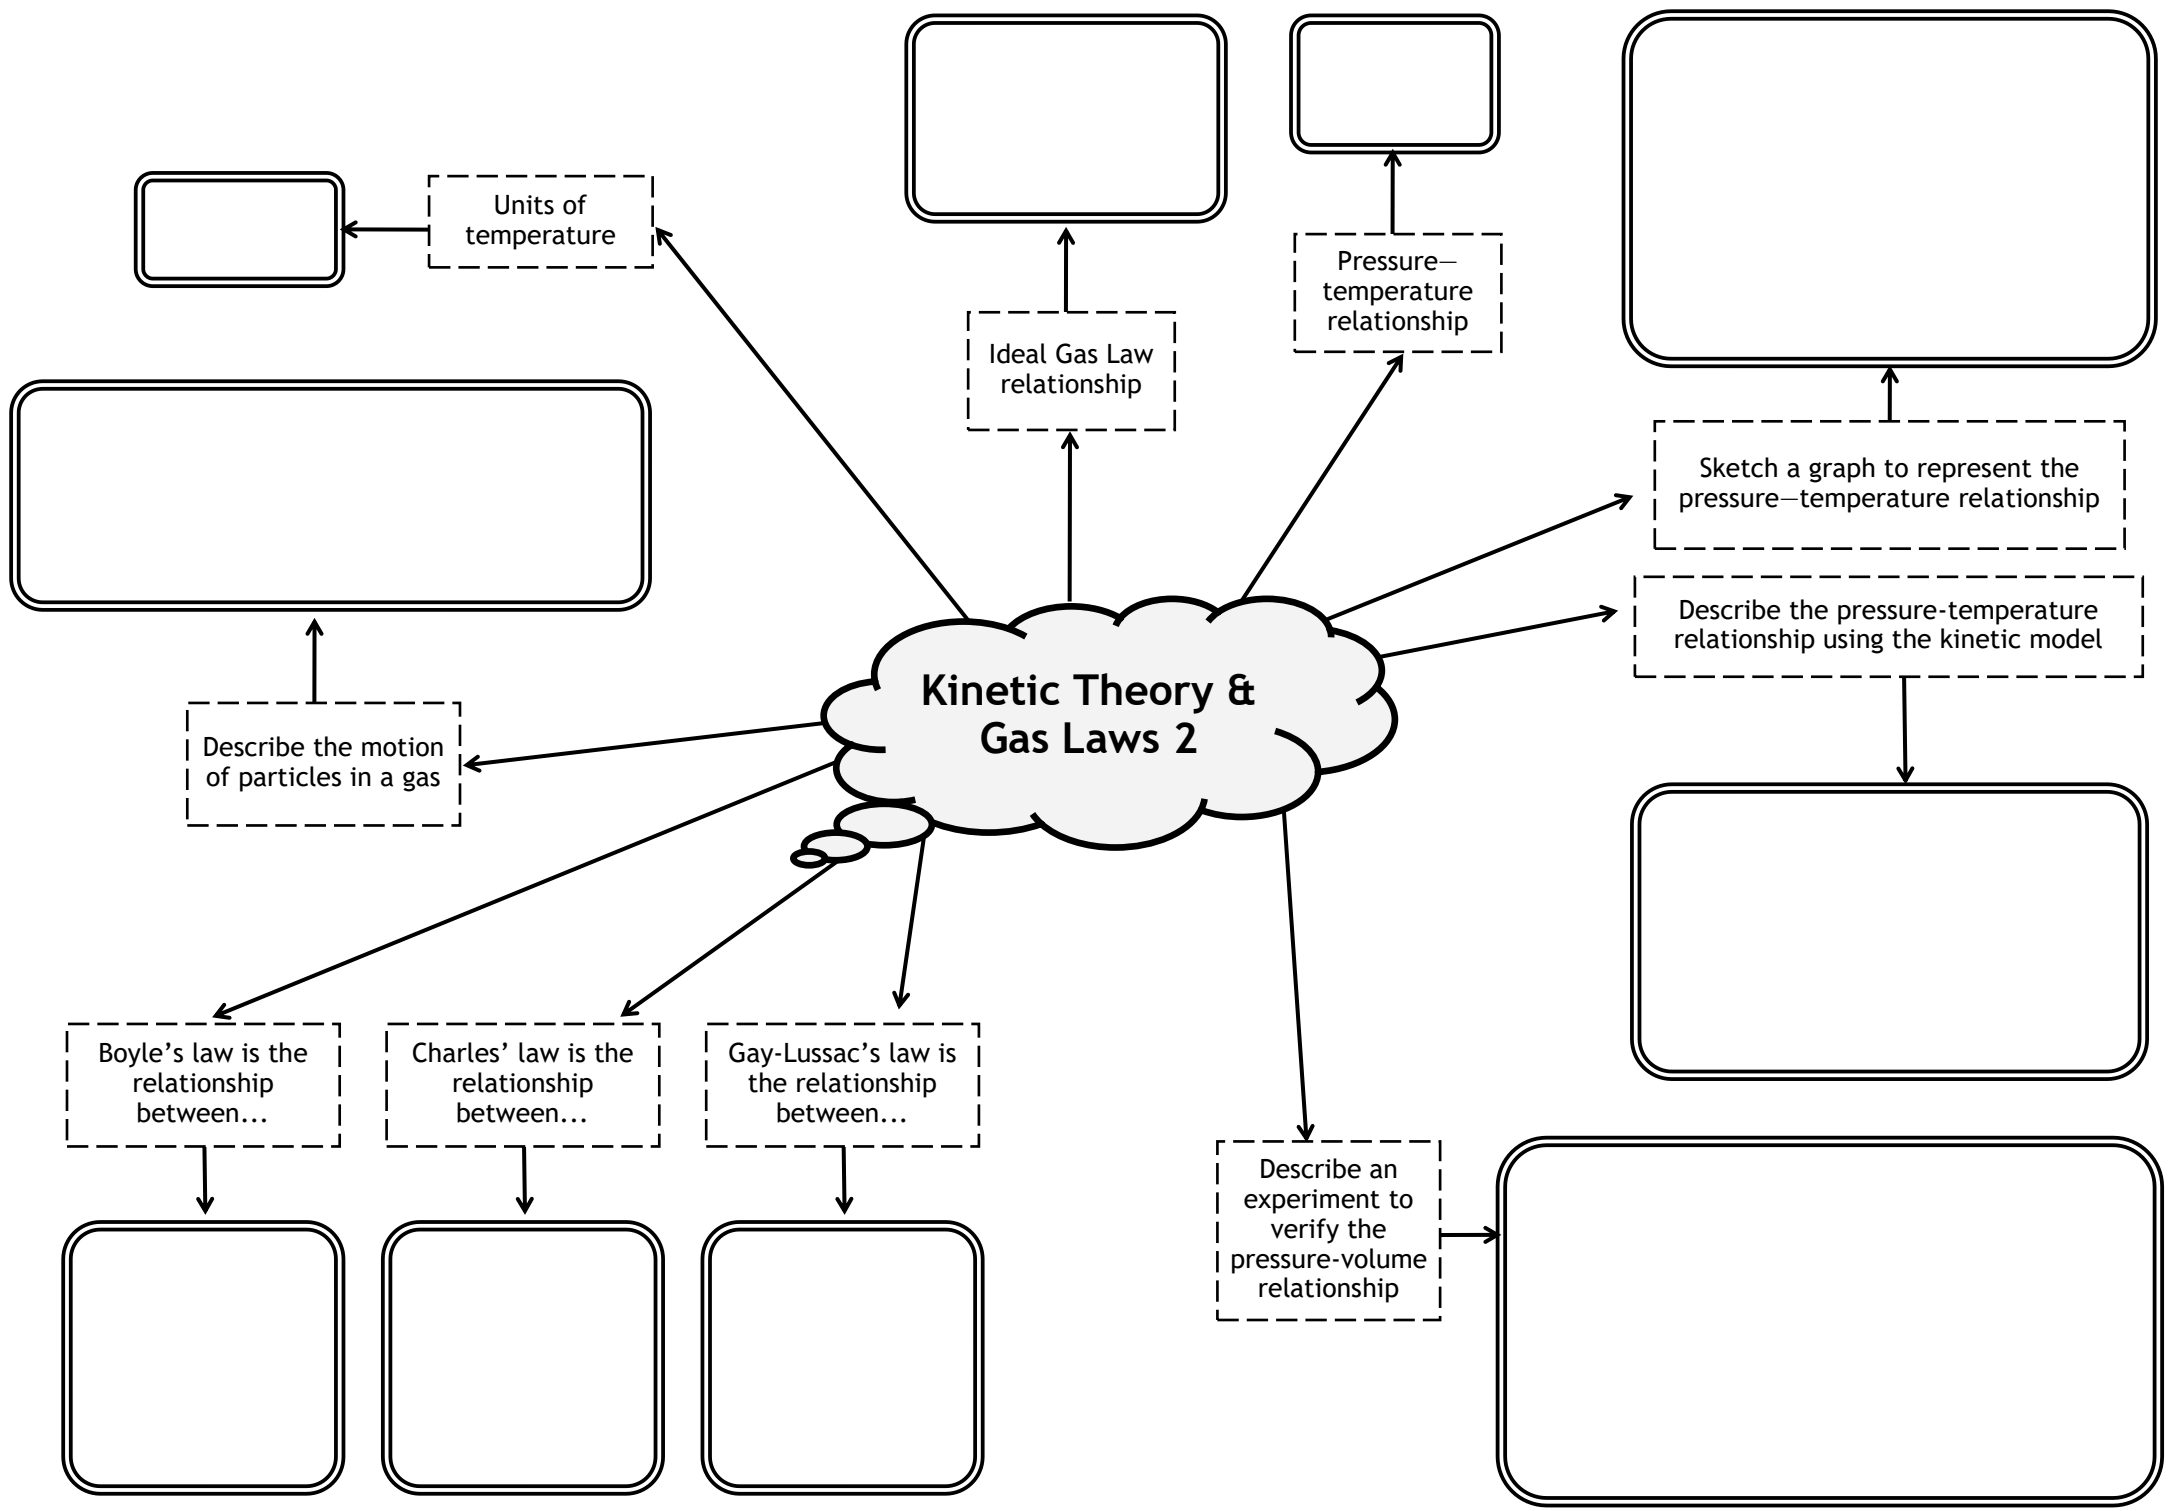 Units of
temperature
Ideal Gas Law
relationship
Pressure—
temperature
relationship
Sketch a graph to represent the
pressure—temperature relationship
Describe the pressure-temperature
relationship using the kinetic model
Kinetic Theory &
Gas Laws 2
Describe the motion
of particles in a gas
Boyle’s law is the
relationship
between...
Charles’ law is the
relationship
between...
Gay-Lussac’s law is
the relationship
between...
Describe an
experiment to
verify the
pressure-volume
relationship